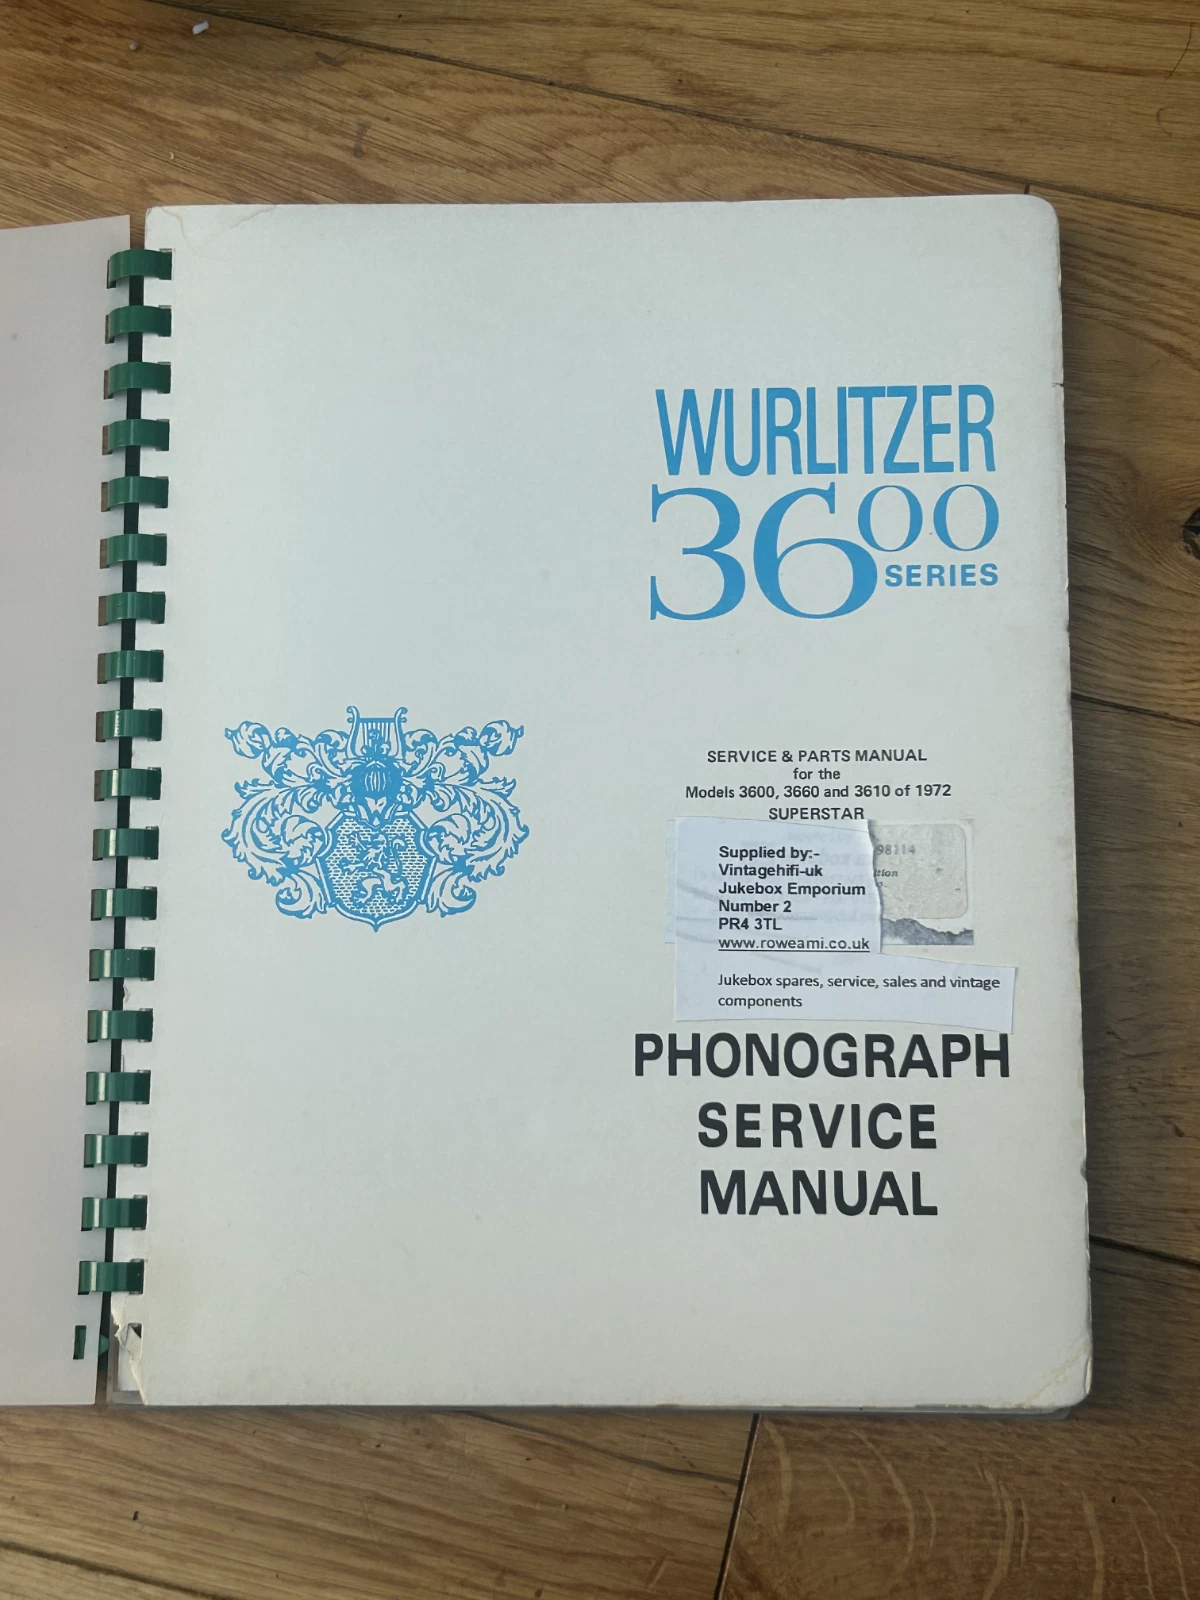 WURLITZER
3600
SERIES
SERVICE & PARTS MANUAL
for the
Models 3600, 3660 and 3610 of 1972
SUPERSTAR
Supplied by:-
Vintagehifi-uk
Jukebox Emporium
Number 2
PR4 3TL
www.roweami.co.uk
98114
Jukebox spares, service, sales and vintage
components
PHONOGRAPH
SERVICE
MANUAL